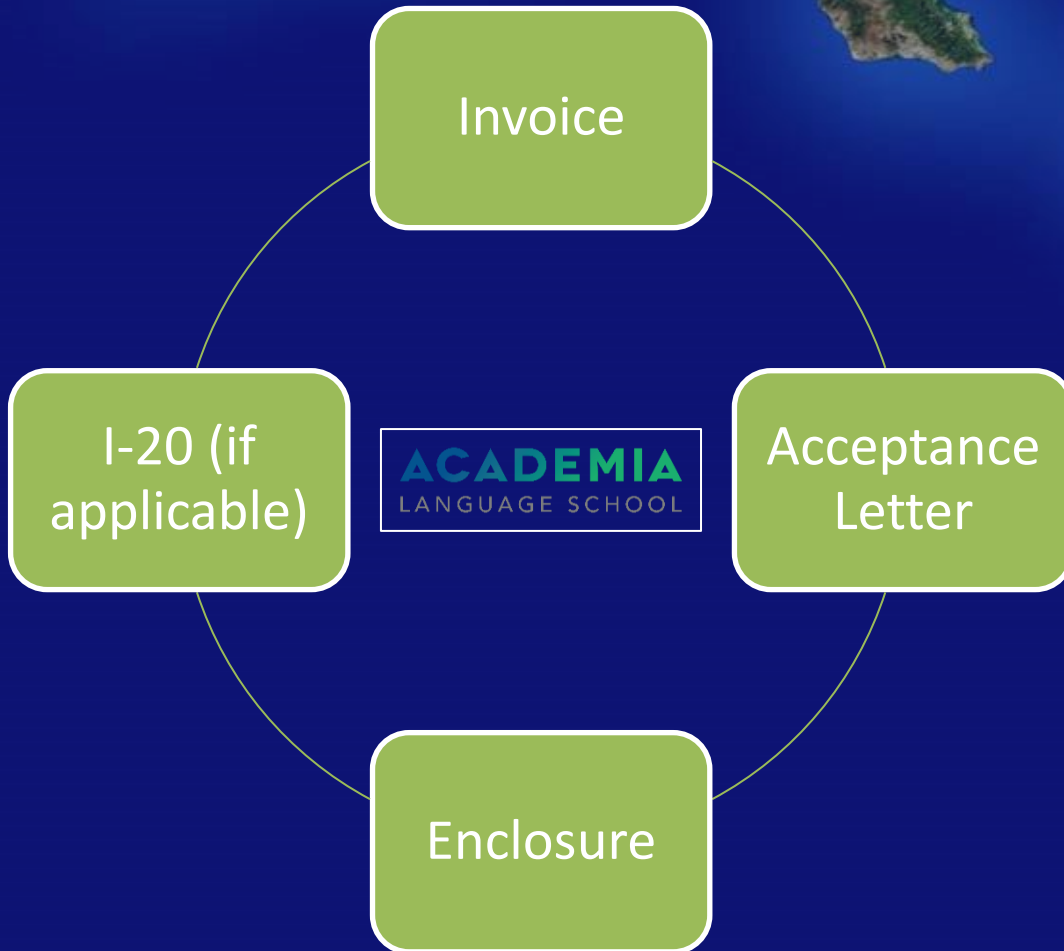 Invoice
I-20 (if
applicable)
ACADEMIA
LANGUAGE SCHOOL
Acceptance
Letter
Enclosure